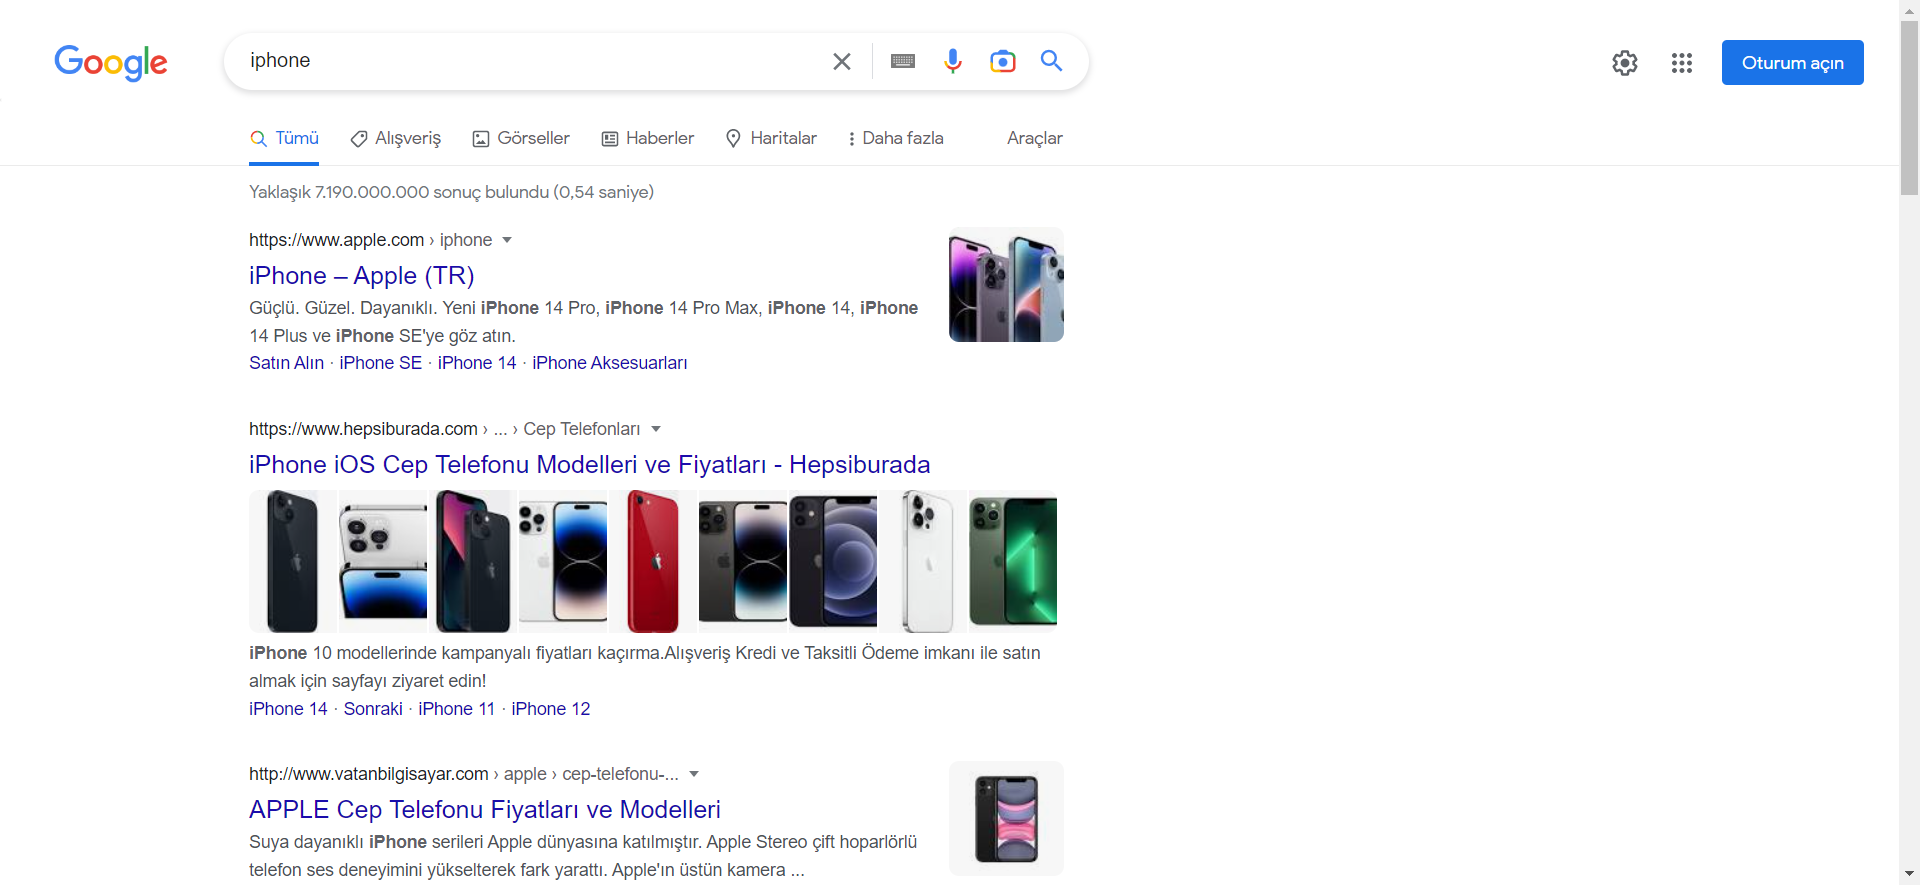 Google
iphone
Oturum açın
Tümü
Alışveriş
Görseller
Haberler
Haritalar
Daha fazla
Araçlar
Yaklaşık 7.190.000.000 sonuç bulundu (0,54 saniye)
https://www.apple.com › iphone
iPhone – Apple (TR)
Güçlü. Güzel. Dayanıklı. Yeni iPhone 14 Pro, iPhone 14 Pro Max, iPhone 14, iPhone
14 Plus ve iPhone SE'ye göz atın.
Satın Alın · iPhone SE · iPhone 14 · iPhone Aksesuarları
https://www.hepsiburada.com › ... › Cep Telefonları
iPhone iOS Cep Telefonu Modelleri ve Fiyatları - Hepsiburada
iPhone 10 modellerinde kampanyalı fiyatları kaçırma.Alışveriş Kredi ve Taksitli Ödeme imkanı ile satın
almak için sayfayı ziyaret edin!
iPhone 14 · Sonraki · iPhone 11 · iPhone 12
http://www.vatanbilgisayar.com › apple › cep-telefonu-...
APPLE Cep Telefonu Fiyatları ve Modelleri
Suya dayanıklı iPhone serileri Apple dünyasına katılmıştır. Apple Stereo çift hoparlörlü
telefon ses deneyimini yükselterek fark yarattı. Apple'ın üstün kamera ...